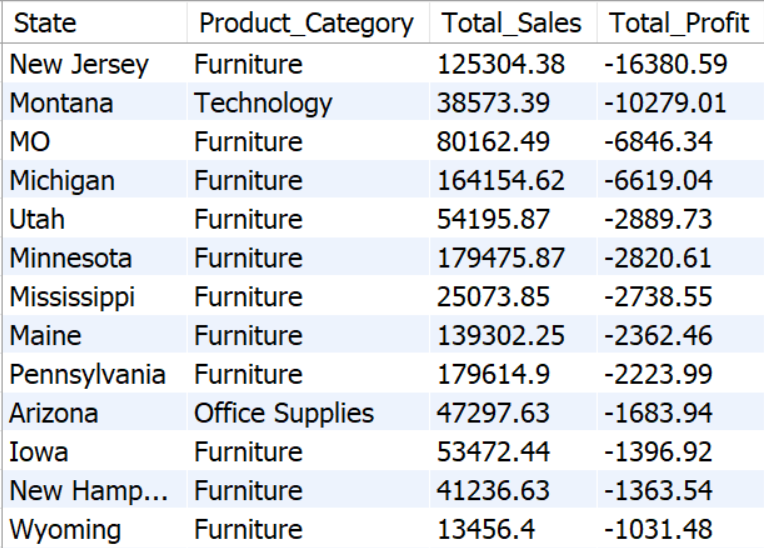 State Product_Category Total_Sales Total_Profit
New Jersey Furniture 125304.38 -16380.59
Montana Technology 38573.39 -10279.01
MO Furniture 80162.49 -6846.34
Michigan Furniture 164154.62 -6619.04
Utah Furniture 54195.87 -2889.73
Minnesota Furniture 179475.87 -2820.61
Mississippi Furniture 25073.85 -2738.55
Maine Furniture 139302.25 -2362.46
Pennsylvania Furniture 179614.9 -2223.99
Arizona Office Supplies 47297.63 -1683.94
Iowa Furniture 53472.44 -1396.92
New Hamp... Furniture 41236.63 -1363.54
Wyoming Furniture 13456.4 -1031.48